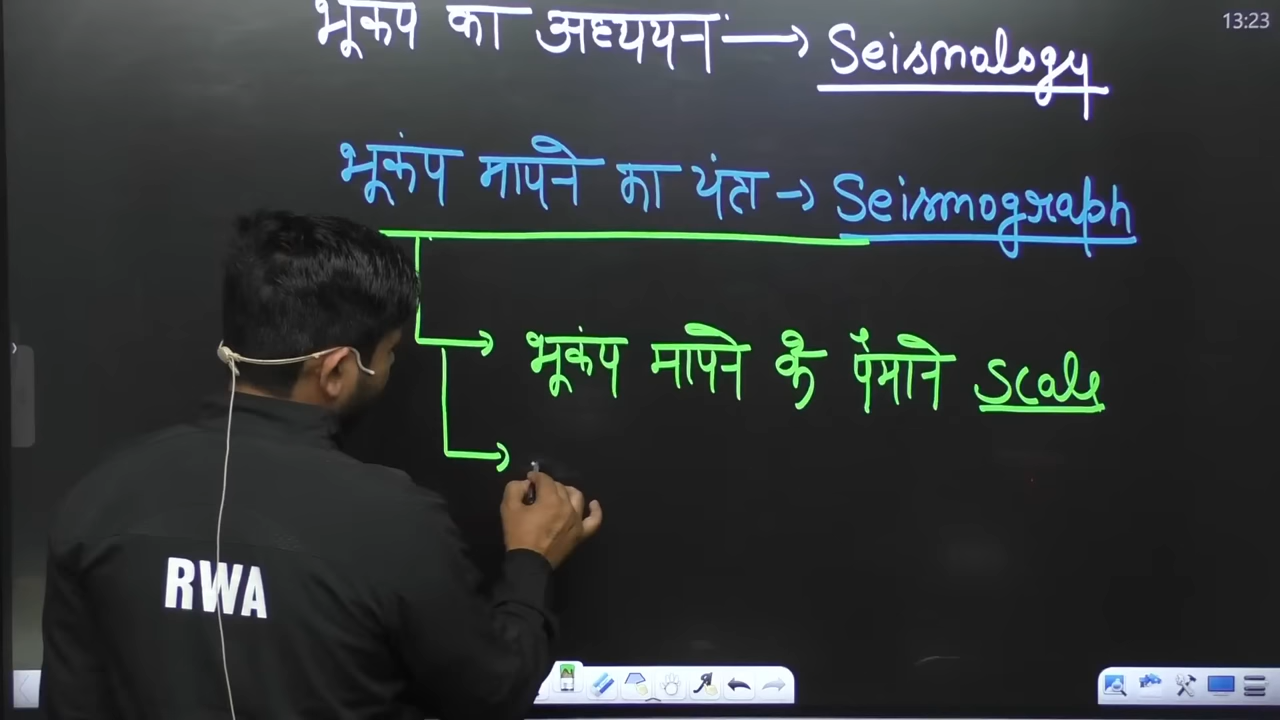 13:23
भूकंप का अध्ययन → Seismology
भूकंप मापने का यंत्र → Seismograph
→ भूकंप मापने के पैमाने Scale
→
RWA